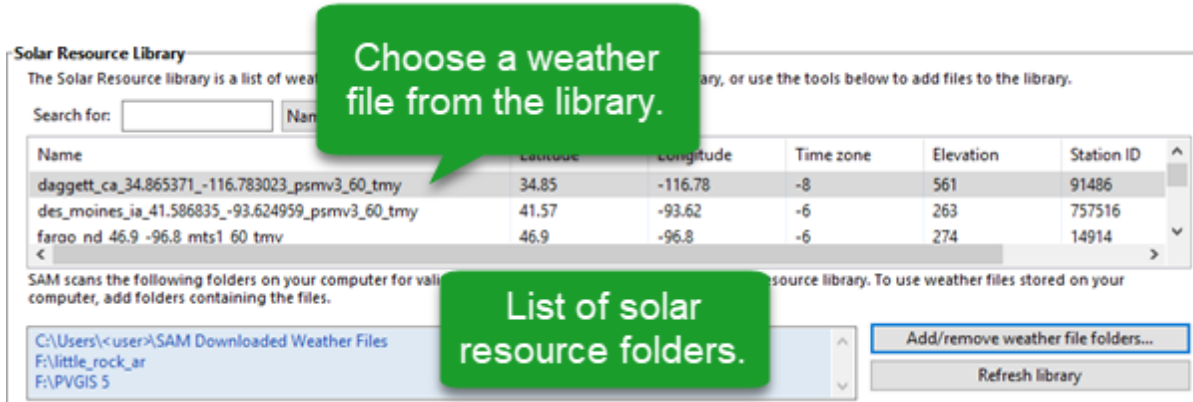 Solar Resource Library
Choose a weather
file from the library.
The Solar Resource library is a list of weat ary, or use the tools below to add files to the library.
Search for: Nam
Name Latitude Longitude Time zone Elevation Station ID
daggett_ca_34.865371_-116.783023_psmv3_60_tmy 34.85 -116.78 -8 561 91486
des_moines_ia_41.586835_-93.624959_psmv3_60_tmy 41.57 -93.62 -6 263 757516
fargo_nd_46.9_-96.8_mts1_60_tmy 46.9 -96.8 -6 274 14914
SAM scans the following folders on your computer for vali source library. To use weather files stored on your
computer, add folders containing the files.
List of solar
resource folders.
C:\Users\<user>\SAM Downloaded Weather Files
F:\little_rock_ar
F:\PVGIS 5
Add/remove weather file folders...
Refresh library